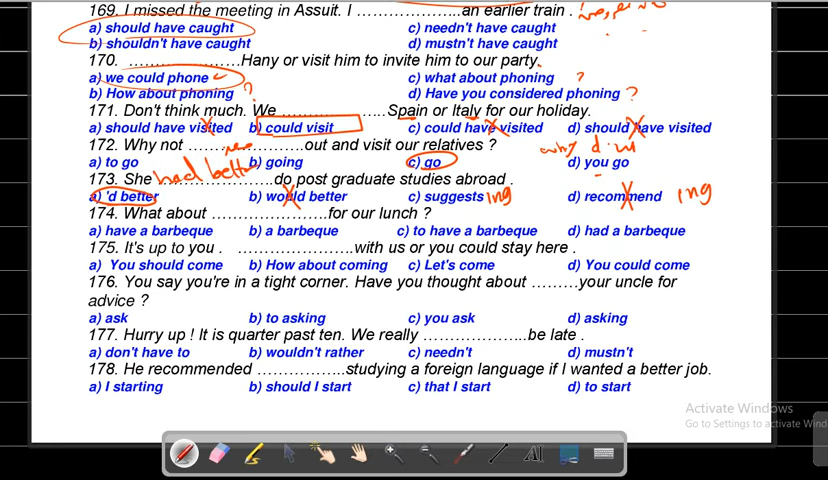 169. I missed the meeting in Assuit. I ………………..an earlier train .
a) should have caught c) needn't have caught
b) shouldn't have caught d) mustn't have caught
170. …………………Hany or visit him to invite him to our party.
a) we could phone c) what about phoning ?
b) How about phoning ? d) Have you considered phoning ?
171. Don't think much. We …………………..Spain or Italy for our holiday.
a) should have visited b) could visit c) could have visited d) should have visited
172. Why not …………………..out and visit our relatives ? why
a) to go b) going c) go d) you go
173. She had better …………………do post graduate studies abroad .
a) 'd better b) would better c) suggests ing d) recommend ing
174. What about …………………..for our lunch ?
a) have a barbeque b) a barbeque c) to have a barbeque d) had a barbeque
175. It's up to you . …………………with us or you could stay here .
a) You should come b) How about coming c) Let's come d) You could come
176. You say you're in a tight corner. Have you thought about ………your uncle for
advice ?
a) ask b) to asking c) you ask d) asking
177. Hurry up ! It is quarter past ten. We really ………………..be late .
a) don't have to b) wouldn't rather c) needn't d) mustn't
178. He recommended ……………..studying a foreign language if I wanted a better job.
a) I starting b) should I start c) that I start d) to start
Activate Windows
Go to Settings to activate Wind
AI